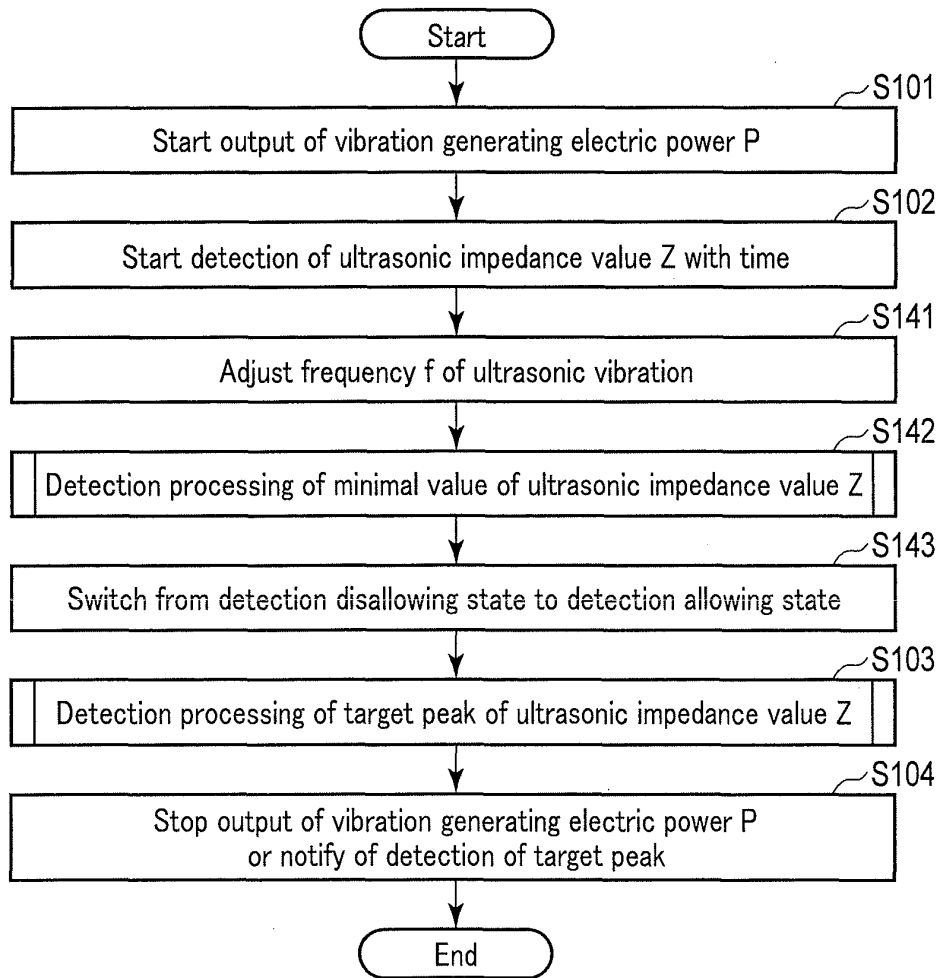 Start
S101
Start output of vibration generating electric power P
S102
Start detection of ultrasonic impedance value Z with time
S141
Adjust frequency f of ultrasonic vibration
S142
Detection processing of minimal value of ultrasonic impedance value Z
S143
Switch from detection disallowing state to detection allowing state
S103
Detection processing of target peak of ultrasonic impedance value Z
S104
Stop output of vibration generating electric power P
or notify of detection of target peak
End